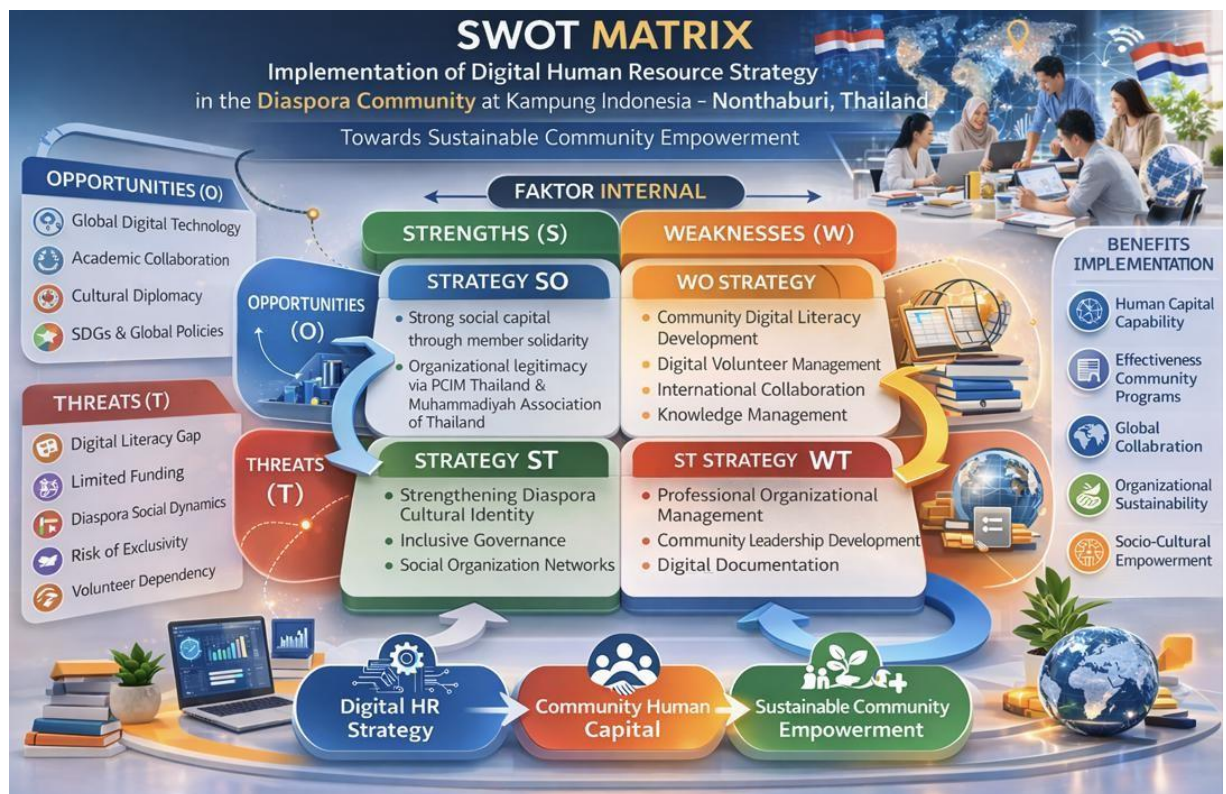 SWOT MATRIX
Implementation of Digital Human Resource Strategy
in the Diaspora Community at Kampung Indonesia – Nonthaburi, Thailand
Towards Sustainable Community Empowerment
OPPORTUNITIES (O)
Global Digital Technology
Academic Collaboration
Cultural Diplomacy
SDGs & Global Policies
THREATS (T)
Digital Literacy Gap
Limited Funding
Diaspora Social Dynamics
Risk of Exclusivity
Volunteer Dependency
FAKTOR INTERNAL
STRENGTHS (S)
WEAKNESSES (W)
OPPORTUNITIES
(O)
STRATEGY SO
• Strong social capital
through member solidarity
• Organizational legitimacy
via PCIM Thailand &
Muhammadiyah Association
of Thailand
WO STRATEGY
• Community Digital Literacy
Development
• Digital Volunteer Management
• International Collaboration
• Knowledge Management
THREATS
(T)
STRATEGY ST
• Strengthening Diaspora
Cultural Identity
• Inclusive Governance
• Social Organization Networks
ST STRATEGY WT
• Professional Organizational
Management
• Community Leadership Development
• Digital Documentation
BENEFITS
IMPLEMENTATION
Human Capital
Capability
Effectiveness
Community
Programs
Global
Collabration
Organizational
Sustainability
Socio-Cultural
Empowerment
Digital HR
Strategy
Community Human
Capital
Sustainable Community
Empowerment